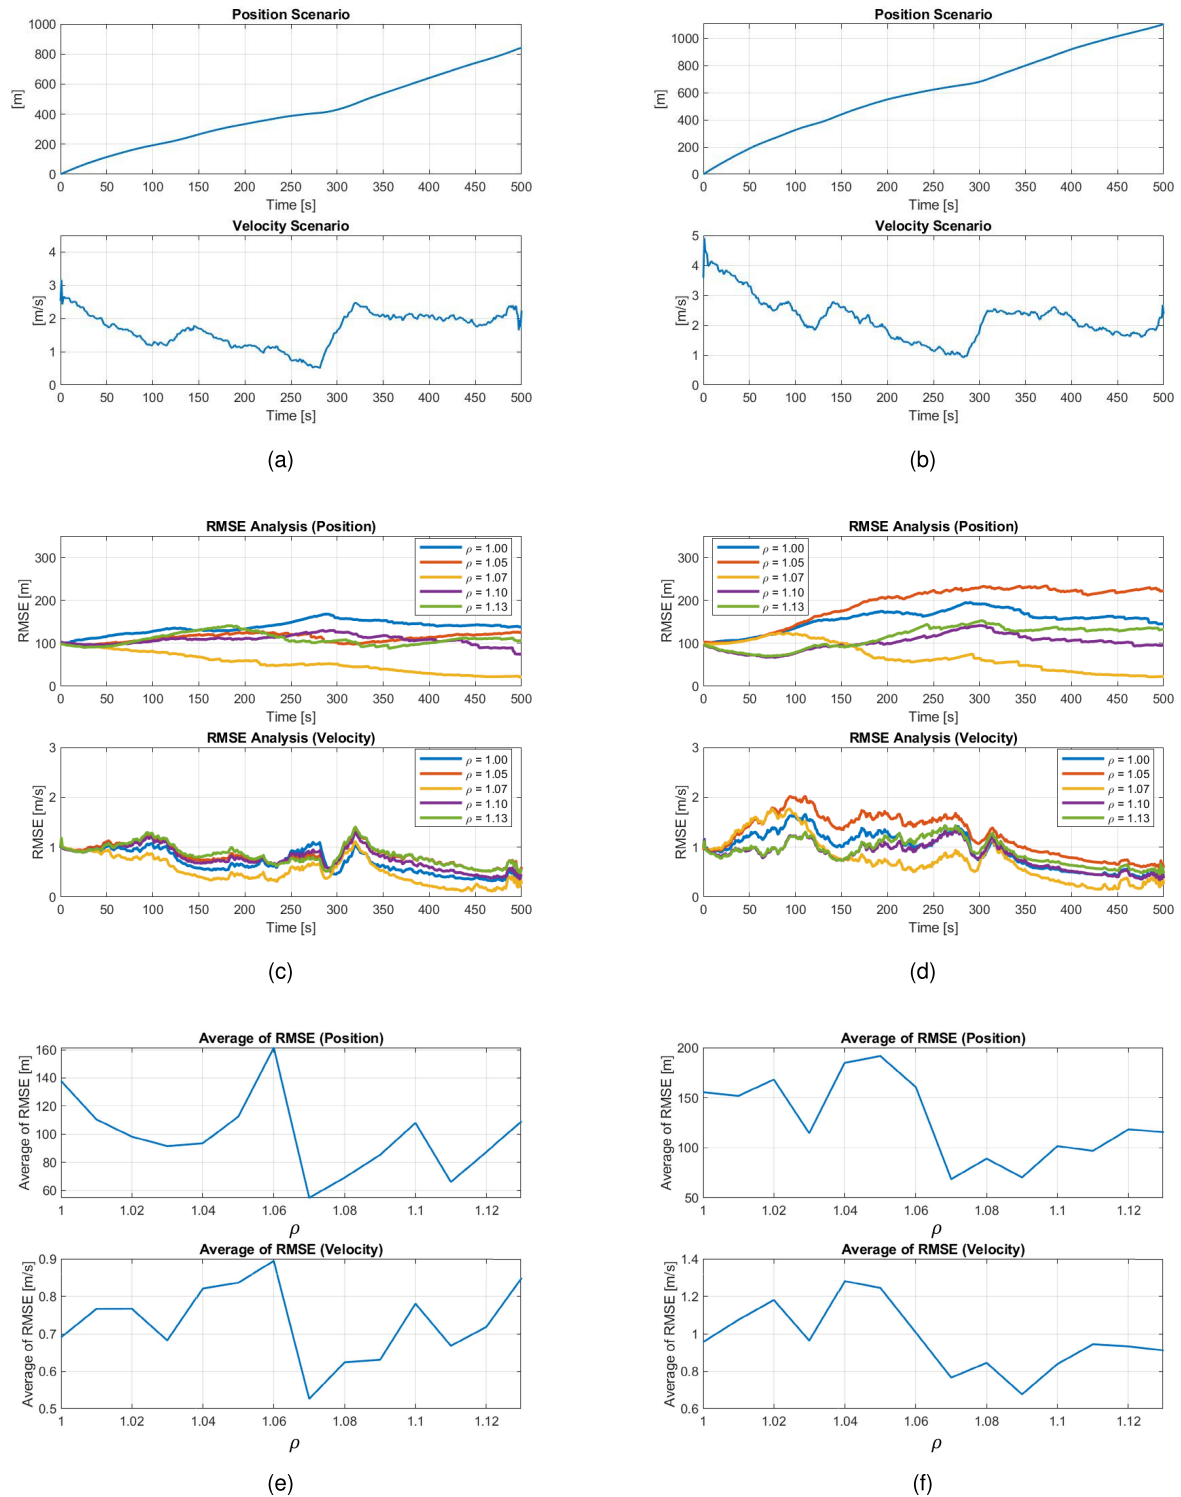 Position Scenario
1000
800
600
400
200
0
[m]
0 50 100 150 200 250 300 350 400 450 500
Time [s]
Velocity Scenario
4
3
2
1
0
[m/s]
0 50 100 150 200 250 300 350 400 450 500
Time [s]
(a)
Position Scenario
1000
800
600
400
200
0
[m]
0 50 100 150 200 250 300 350 400 450 500
Time [s]
Velocity Scenario
5
4
3
2
1
0
[m/s]
0 50 100 150 200 250 300 350 400 450 500
Time [s]
(b)
RMSE Analysis (Position)
300
200
100
0
RMSE [m]
ρ = 1.00
ρ = 1.05
ρ = 1.07
ρ = 1.10
ρ = 1.13
0 50 100 150 200 250 300 350 400 450 500
Time [s]
RMSE Analysis (Velocity)
3
2
1
0
RMSE [m/s]
ρ = 1.00
ρ = 1.05
ρ = 1.07
ρ = 1.10
ρ = 1.13
0 50 100 150 200 250 300 350 400 450 500
Time [s]
(c)
RMSE Analysis (Position)
300
200
100
0
RMSE [m]
ρ = 1.00
ρ = 1.05
ρ = 1.07
ρ = 1.10
ρ = 1.13
0 50 100 150 200 250 300 350 400 450 500
Time [s]
RMSE Analysis (Velocity)
3
2
1
0
RMSE [m/s]
ρ = 1.00
ρ = 1.05
ρ = 1.07
ρ = 1.10
ρ = 1.13
0 50 100 150 200 250 300 350 400 450 500
Time [s]
(d)
Average of RMSE (Position)
160
140
120
100
80
60
Average of RMSE [m]
1 1.02 1.04 1.06 1.08 1.1 1.12
ρ
Average of RMSE (Velocity)
0.9
0.8
0.7
0.6
0.5
Average of RMSE [m/s]
1 1.02 1.04 1.06 1.08 1.1 1.12
ρ
(e)
Average of RMSE (Position)
200
150
100
50
Average of RMSE [m]
1 1.02 1.04 1.06 1.08 1.1 1.12
ρ
Average of RMSE (Velocity)
1.4
1.2
1
0.8
0.6
Average of RMSE [m/s]
1 1.02 1.04 1.06 1.08 1.1 1.12
ρ
(f)